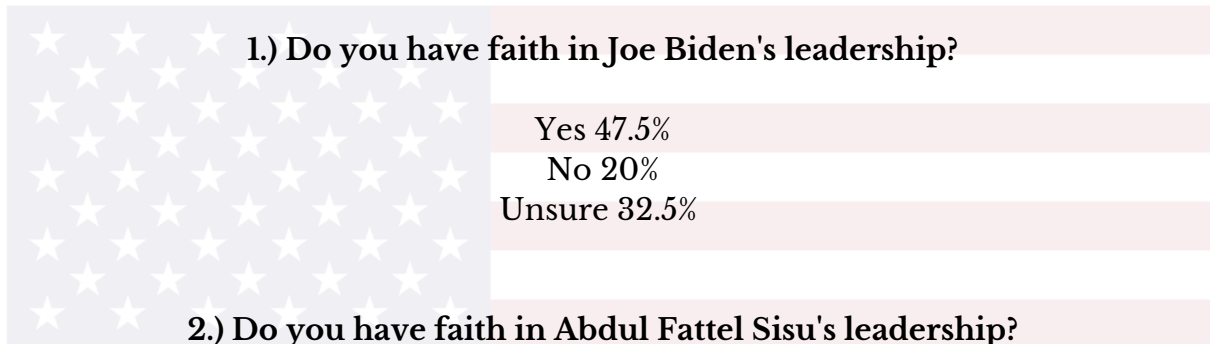 1.) Do you have faith in Joe Biden's leadership?
Yes 47.5%
No 20%
Unsure 32.5%
2.) Do you have faith in Abdul Fattel Sisu's leadership?